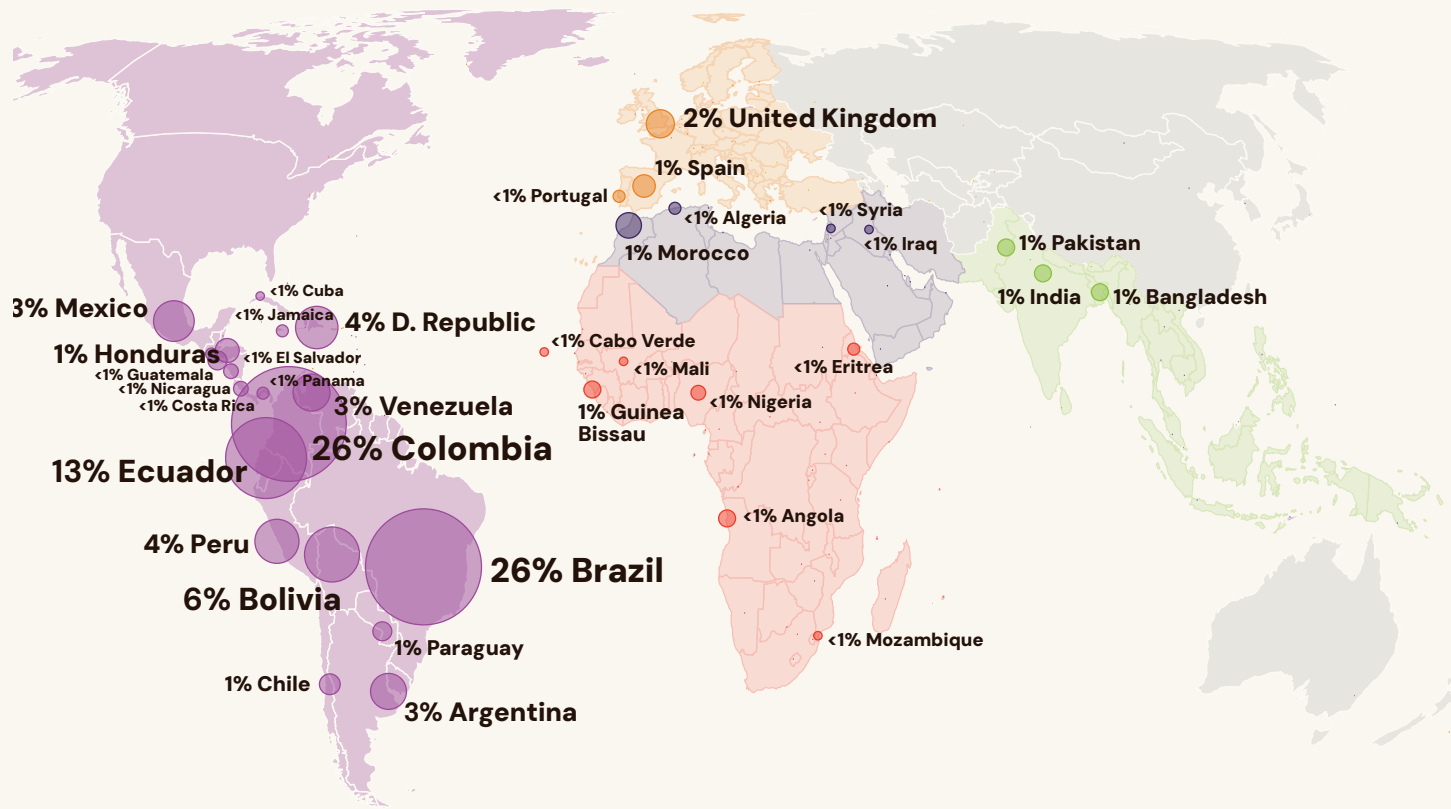 2% United Kingdom
1% Spain
<1% Portugal
<1% Algeria
<1% Syria
<1% Iraq
1% Morocco
1% Pakistan
1% India
1% Bangladesh
<1% Cuba
3% Mexico
<1% Jamaica
4% D. Republic
<1% Cabo Verde
1% Honduras
<1% El Salvador
<1% Mali
<1% Eritrea
<1% Guatemala
<1% Panama
<1% Nicaragua
<1% Costa Rica
3% Venezuela
<1% Nigeria
1% Guinea
Bissau
26% Colombia
13% Ecuador
<1% Angola
4% Peru
26% Brazil
6% Bolivia
<1% Mozambique
1% Paraguay
1% Chile
3% Argentina